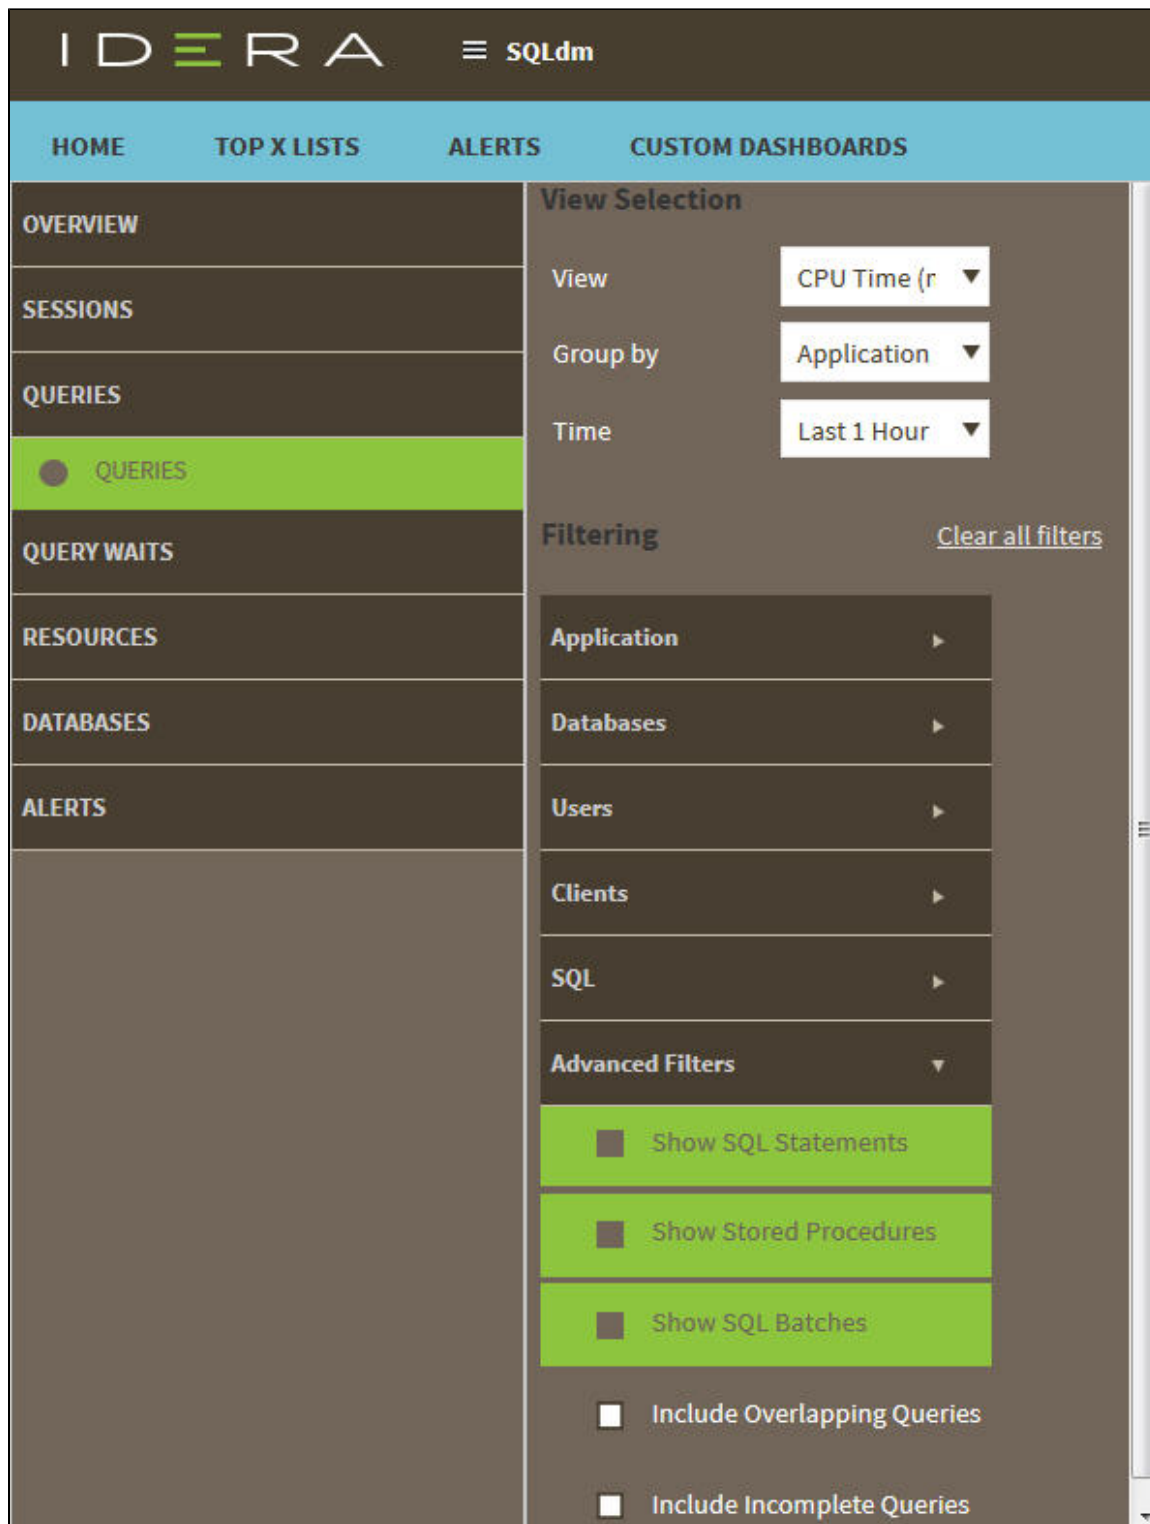 IDERA SQLdm
HOME TOP X LISTS ALERTS CUSTOM DASHBOARDS
OVERVIEW
SESSIONS
QUERIES
QUERIES
QUERY WAITS
RESOURCES
DATABASES
ALERTS
View Selection
View CPU Time (r
Group by Application
Time Last 1 Hour
Filtering Clear all filters
Application
Databases
Users
Clients
SQL
Advanced Filters
Show SQL Statements
Show Stored Procedures
Show SQL Batches
Include Overlapping Queries
Include Incomplete Queries